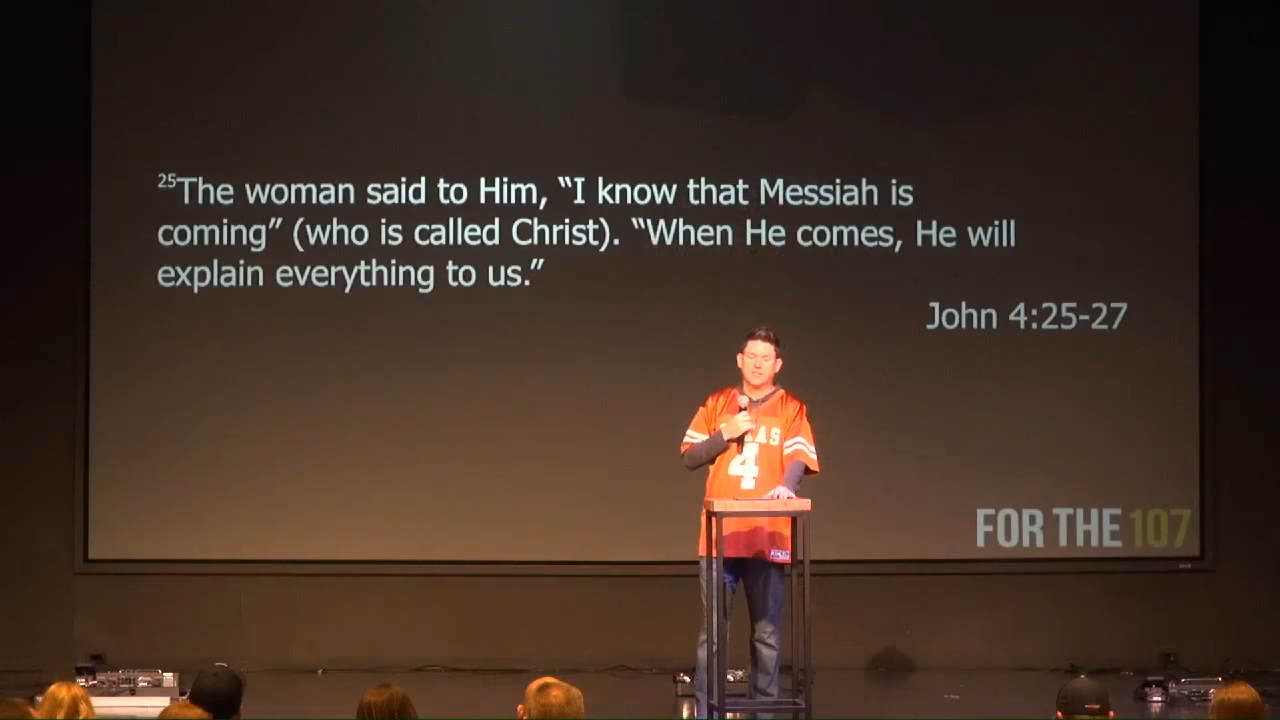 25The woman said to Him, “I know that Messiah is
coming” (who is called Christ). “When He comes, He will
explain everything to us.”
John 4:25-27
4
FOR THE 107